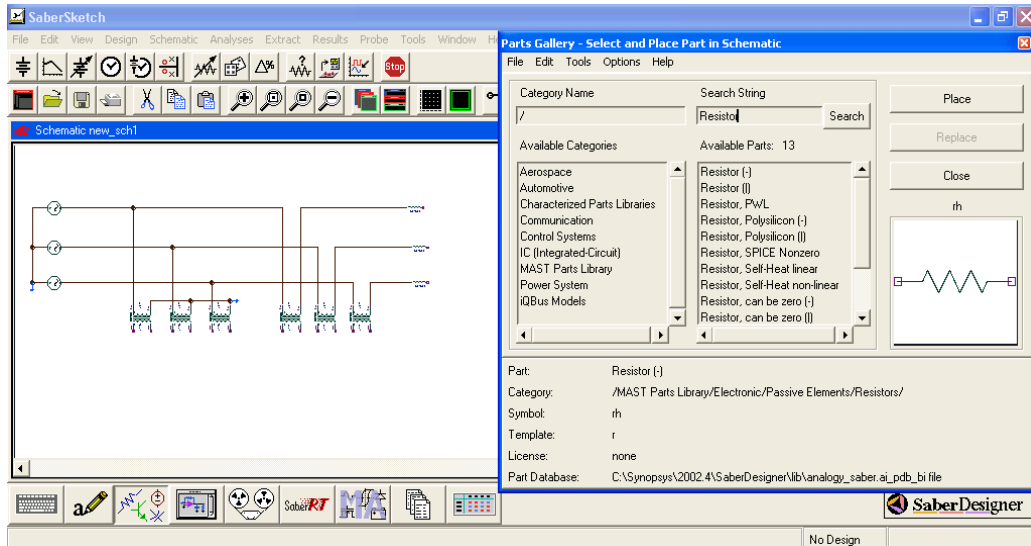 SaberSketch
File Edit View Design Schematic Analyses Extract Results Probe Tools Window
Stop
Schematic new_sch1
Parts Gallery - Select and Place Part in Schematic
File Edit Tools Options Help
Category Name
Search String
/
Resistor
Search
Available Categories
Available Parts: 13
Aerospace
Automotive
Characterized Parts Libraries
Communication
Control Systems
IC (Integrated-Circuit)
MAST Parts Library
Power System
iQBus Models
Resistor (-)
Resistor (|)
Resistor, PWL
Resistor, Polysilicon (-)
Resistor, Polysilicon (|)
Resistor, SPICE Nonzero
Resistor, Self-Heat linear
Resistor, Self-Heat non-linear
Resistor, can be zero (-)
Resistor, can be zero (|)
Place
Replace
Close
rh
Part: Resistor (-)
Category: /MAST Parts Library/Electronic/Passive Elements/Resistors/
Symbol: rh
Template: r
License: none
Part Database: C:\Synopsys\2002.4\SaberDesigner\lib\analogy_saber.ai_pdb_bi file
a
SaberRT
SaberDesigner
No Design